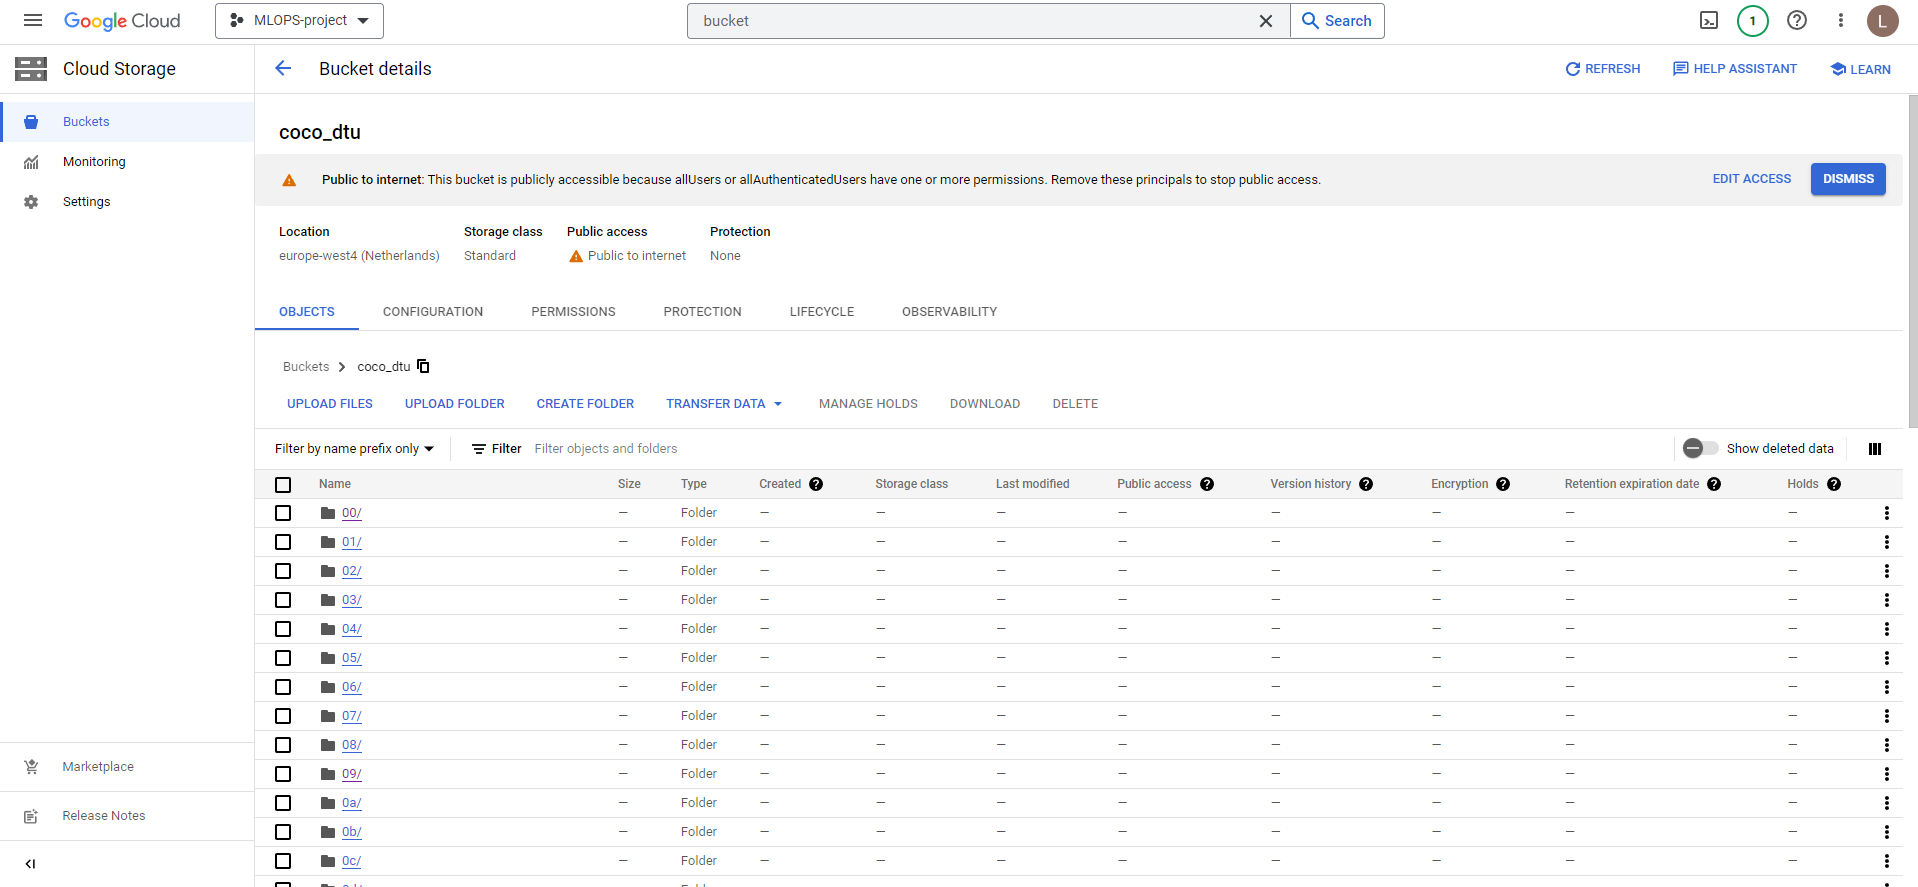 Google Cloud MLOPS-project bucket Search 1 L
Cloud Storage Bucket details REFRESH HELP ASSISTANT LEARN
Buckets
Monitoring
Settings
Marketplace
Release Notes
coco_dtu
Public to internet: This bucket is publicly accessible because allUsers or allAuthenticatedUsers have one or more permissions. Remove these principals to stop public access. EDIT ACCESS DISMISS
Location Storage class Public access Protection
europe-west4 (Netherlands) Standard Public to internet None
OBJECTS CONFIGURATION PERMISSIONS PROTECTION LIFECYCLE OBSERVABILITY
Buckets > coco_dtu
UPLOAD FILES UPLOAD FOLDER CREATE FOLDER TRANSFER DATA MANAGE HOLDS DOWNLOAD DELETE
Filter by name prefix only Filter Filter objects and folders Show deleted data
Name Size Type Created Storage class Last modified Public access Version history Encryption Retention expiration date Holds
00/ — Folder — — — — — — — —
01/ — Folder — — — — — — — —
02/ — Folder — — — — — — — —
03/ — Folder — — — — — — — —
04/ — Folder — — — — — — — —
05/ — Folder — — — — — — — —
06/ — Folder — — — — — — — —
07/ — Folder — — — — — — — —
08/ — Folder — — — — — — — —
09/ — Folder — — — — — — — —
0a/ — Folder — — — — — — — —
0b/ — Folder — — — — — — — —
0c/ — Folder — — — — — — — —